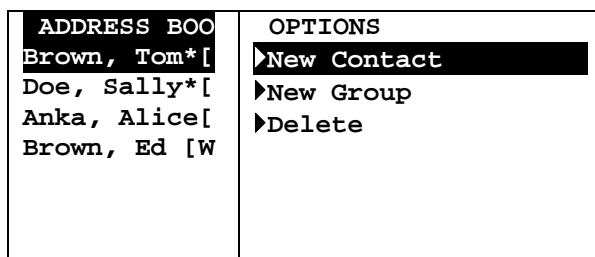 ADDRESS BOO
Brown, Tom*[
Doe, Sally*[
Anka, Alice[
Brown, Ed [W
OPTIONS
New Contact
New Group
Delete